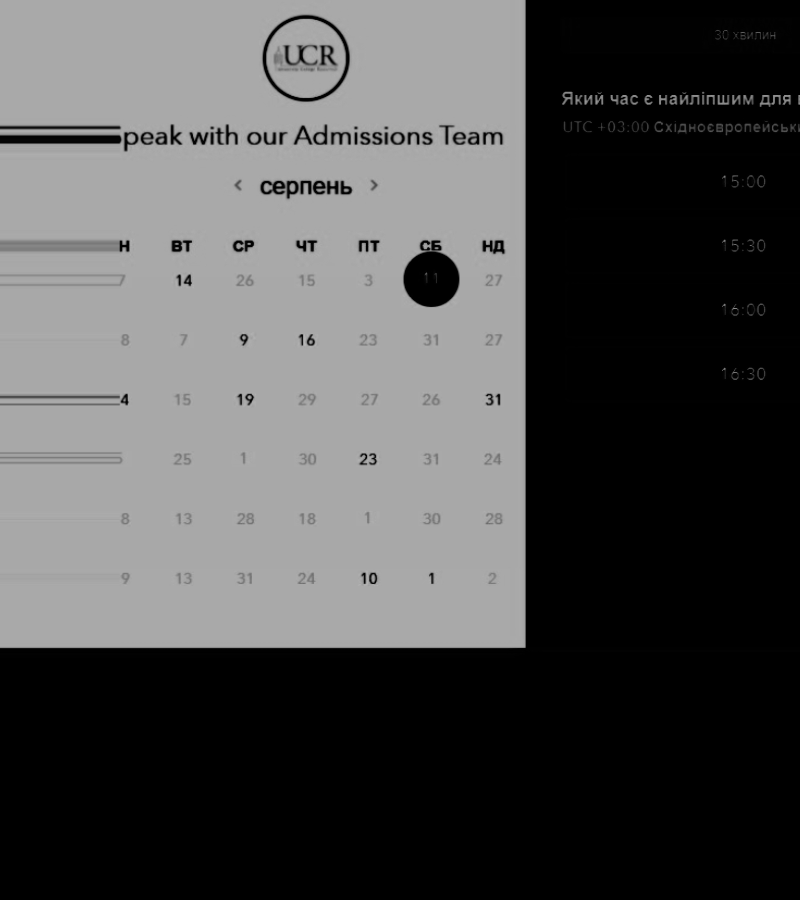 UCR
peak with our Admissions Team
серпень
Н ВТ СР ЧТ ПТ СБ НД
7 14 26 15 3 11 27
8 7 9 16 23 31 27
4 15 19 29 27 26 31
5 25 1 30 23 31 24
8 13 28 18 1 30 28
9 13 31 24 10 1 2
30 хвилин
Який час є найліпшим для
UTC +03:00 Східноєвропейськи
15:00
15:30
16:00
16:30